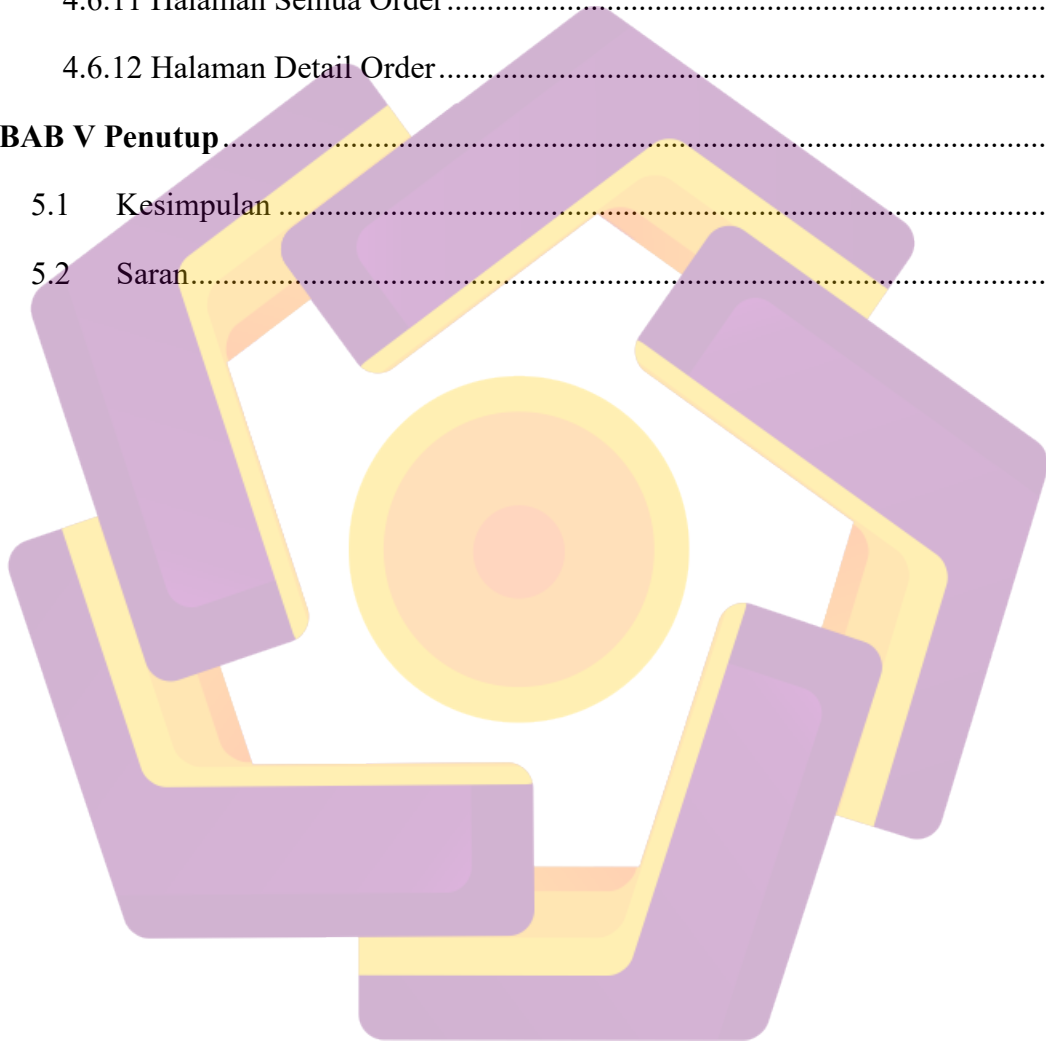 4.6.11 Halaman Semua Order........................................................................
4.6.12 Halaman Detail Order........................................................................
BAB V Penutup........................................................................
5.1 Kesimpulan ........................................................................
5.2 Saran........................................................................